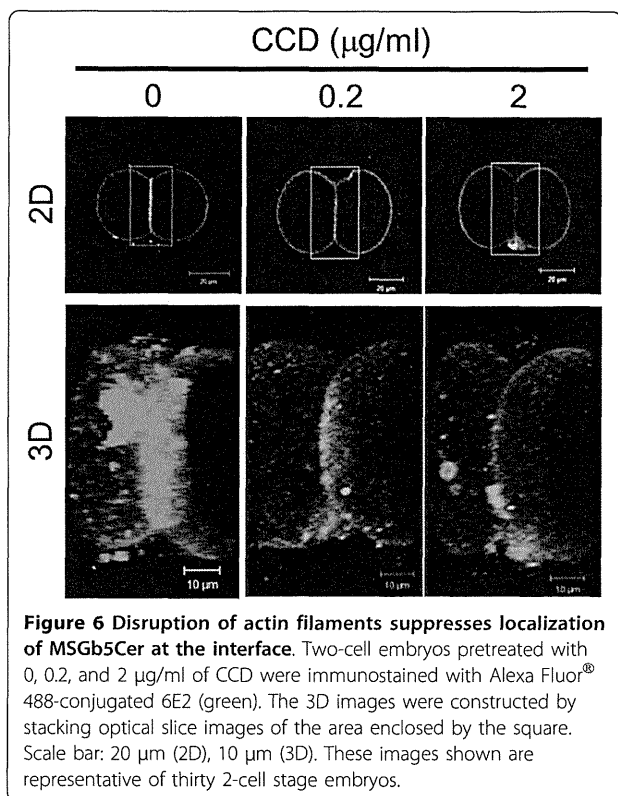 CCD (μg/ml)
0 0.2 2
2D
20 μm 20 μm 20 μm
3D
10 μm 10 μm 10 μm
Figure 6 Disruption of actin filaments suppresses localization
of MSGb5Cer at the interface. Two-cell embryos pretreated with
0, 0.2, and 2 μg/ml of CCD were immunostained with Alexa Fluor®
488-conjugated 6E2 (green). The 3D images were constructed by
stacking optical slice images of the area enclosed by the square.
Scale bar: 20 μm (2D), 10 μm (3D). These images shown are
representative of thirty 2-cell stage embryos.